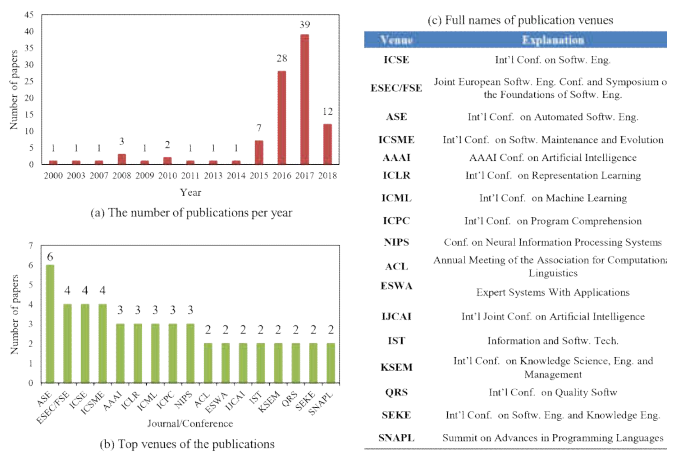 45
40
35
30
25
20
15
10
5
0
Number of papers
1 1 1 3 1 2 1 1 1 7 28 39 12
2000 2003 2007 2008 2009 2010 2011 2013 2014 2015 2016 2017 2018
Year
(a) The number of publications per year
7
6
5
4
3
2
1
0
Number of papers
6 4 4 4 3 3 3 3 3 2 2 2 2 2 2 2 2
ASE ESEC/FSE ICSE ICSME AAAI ICLR ICML ICPC NIPS ACL ESWA IJCAI IST KSEM QRS SEKE SNAPL
Journal/Conference
(b) Top venues of the publications
(c) Full names of publication venues
Venue Explanation
ICSE Int'l Conf. on Softw. Eng.
ESEC/FSE Joint European Softw. Eng. Conf. and Symposium o
the Foundations of Softw. Eng.
ASE Int'l Conf. on Automated Softw. Eng.
ICSME Int'l Conf. on Softw. Maintenance and Evolution
AAAI AAAI Conf. on Artificial Intelligence
ICLR Int'l Conf. on Representation Learning
ICML Int'l Conf. on Machine Learning
ICPC Int'l Conf. on Program Comprehension
NIPS Conf. on Neural Information Processing Systems
ACL Annual Meeting of the Association for Computationa
Linguistics
ESWA Expert Systems With Applications
IJCAI Int'l Joint Conf. on Artificial Intelligence
IST Information and Softw. Tech.
KSEM Int'l Conf. on Knowledge Science, Eng. and
Management
QRS Int'l Conf. on Quality Softw
SEKE Int'l Conf. on Softw. Eng. and Knowledge Eng.
SNAPL Summit on Advances in Programming Languages